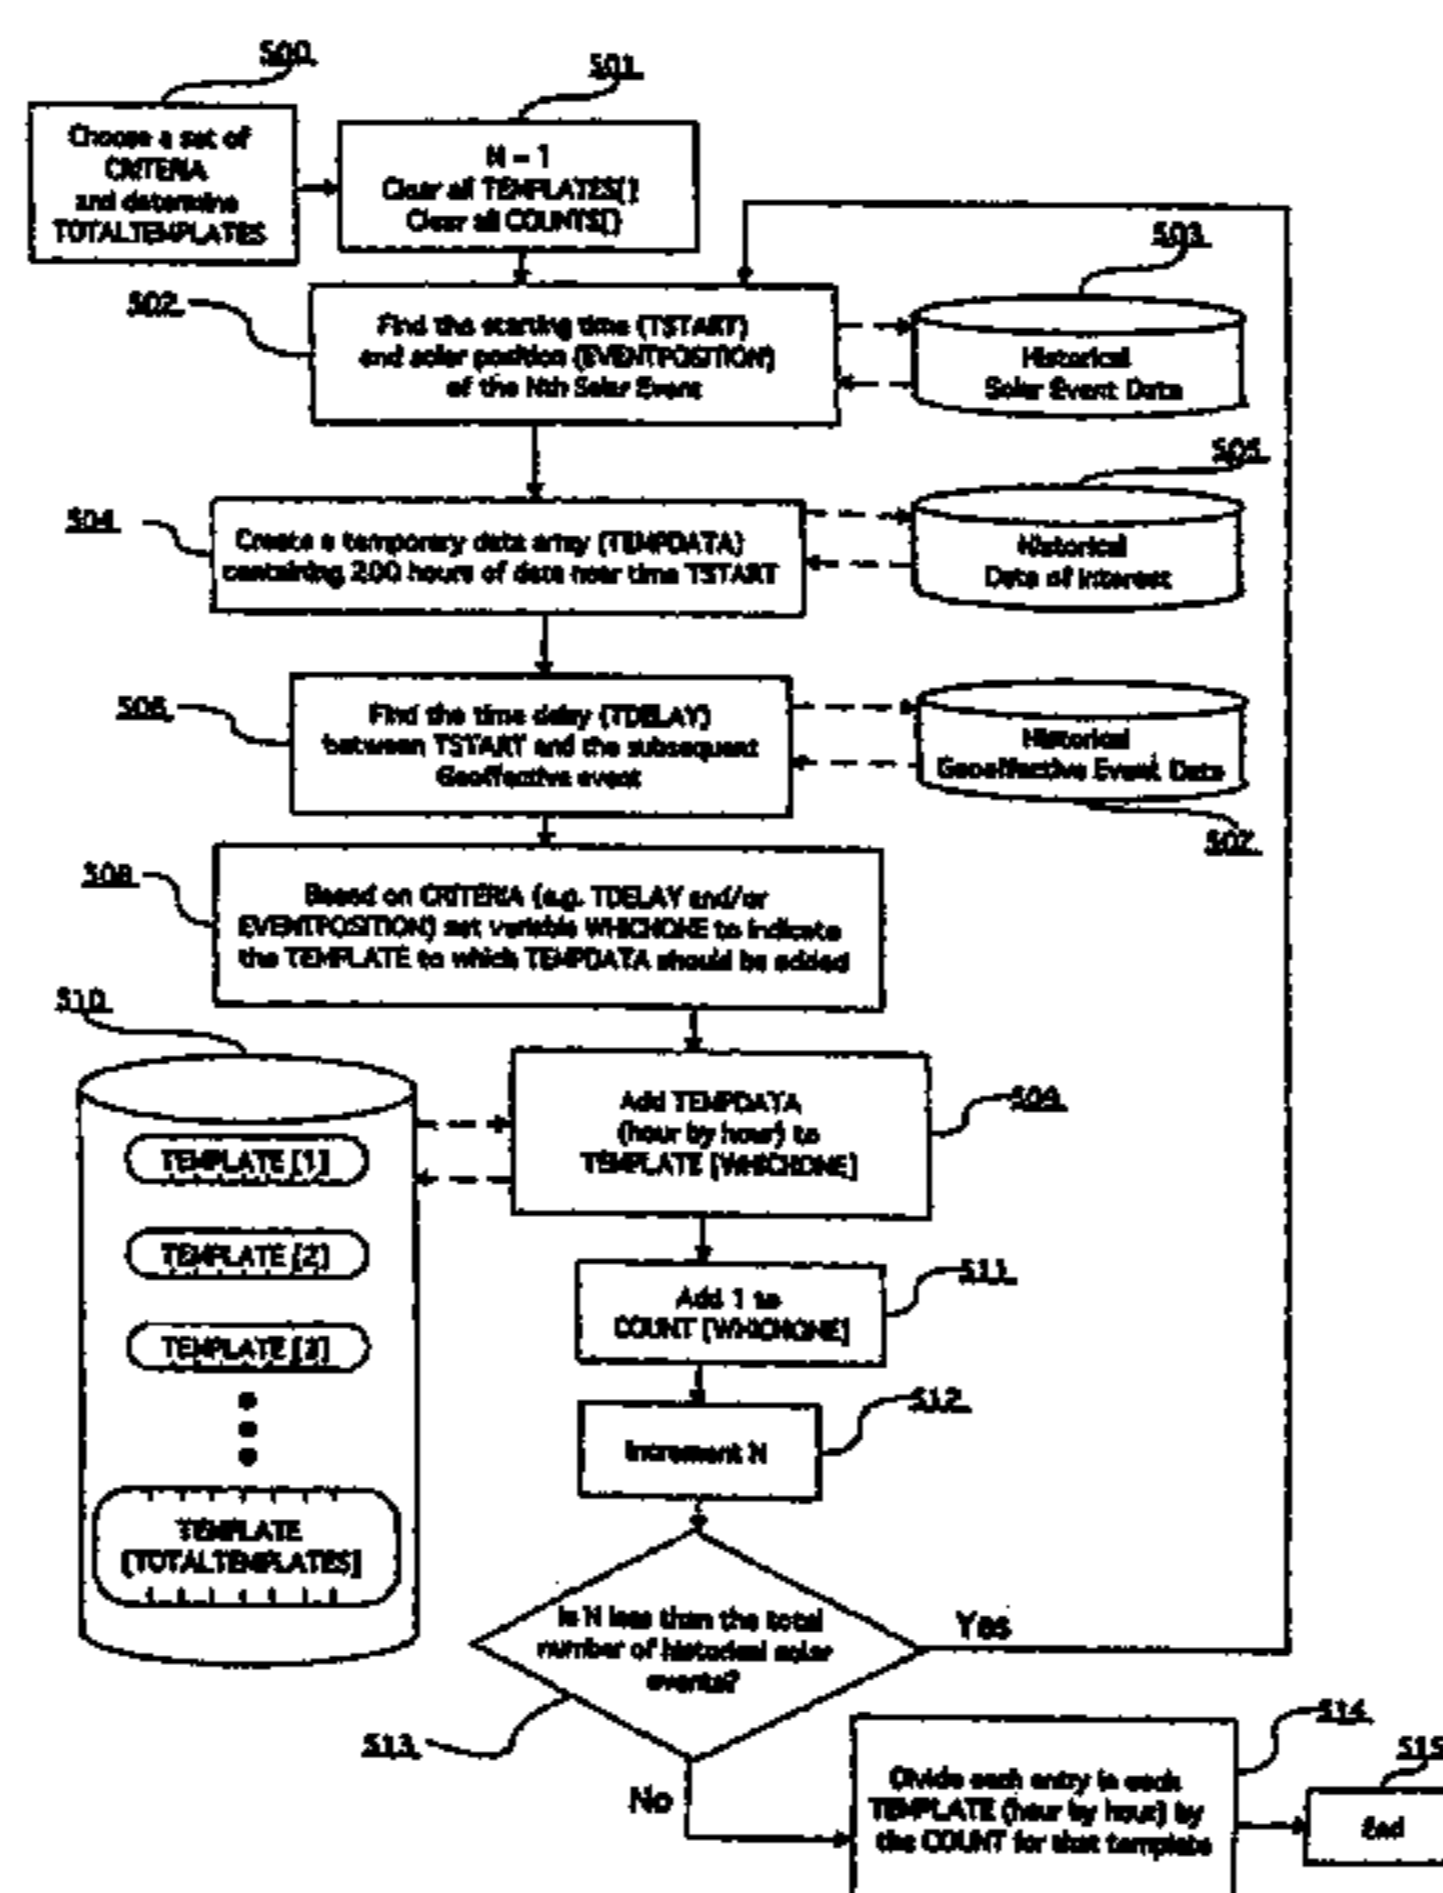 500
501
Choose a set of
CRITERIA
and determine
TOTALTEMPLATES
N = 1
Clear all TEMPLATES[]
Clear all COUNTS[]
502
503
Find the starting time (TSTART)
and solar position (EVENTPOSITION)
of the Nth Solar Event
Historical
Solar Event Data
504
505
Create a temporary data array (TEMPDATA)
containing 200 hours of data near time TSTART
Historical
Data of Interest
506
Find the time delay (TDELAY)
between TSTART and the subsequent
Geoffective event
Historical
Geoeffective Event Data
507
508
Based on CRITERIA (e.g. TDELAY and/or
EVENTPOSITION) set variable WHICHONE to indicate
the TEMPLATE to which TEMPDATA should be added
510
509
Add TEMPDATA
(hour by hour) to
TEMPLATE [WHICHONE]
TEMPLATE [1]
TEMPLATE [2]
TEMPLATE [3]
TEMPLATE
[TOTALTEMPLATES]
511
Add 1 to
COUNT [WHICHONE]
512
Increment N
Is N less than the total
number of historical solar
events?
Yes
513
No
514
Divide each entry in each
TEMPLATE (hour by hour) by
the COUNT for that template
515
End